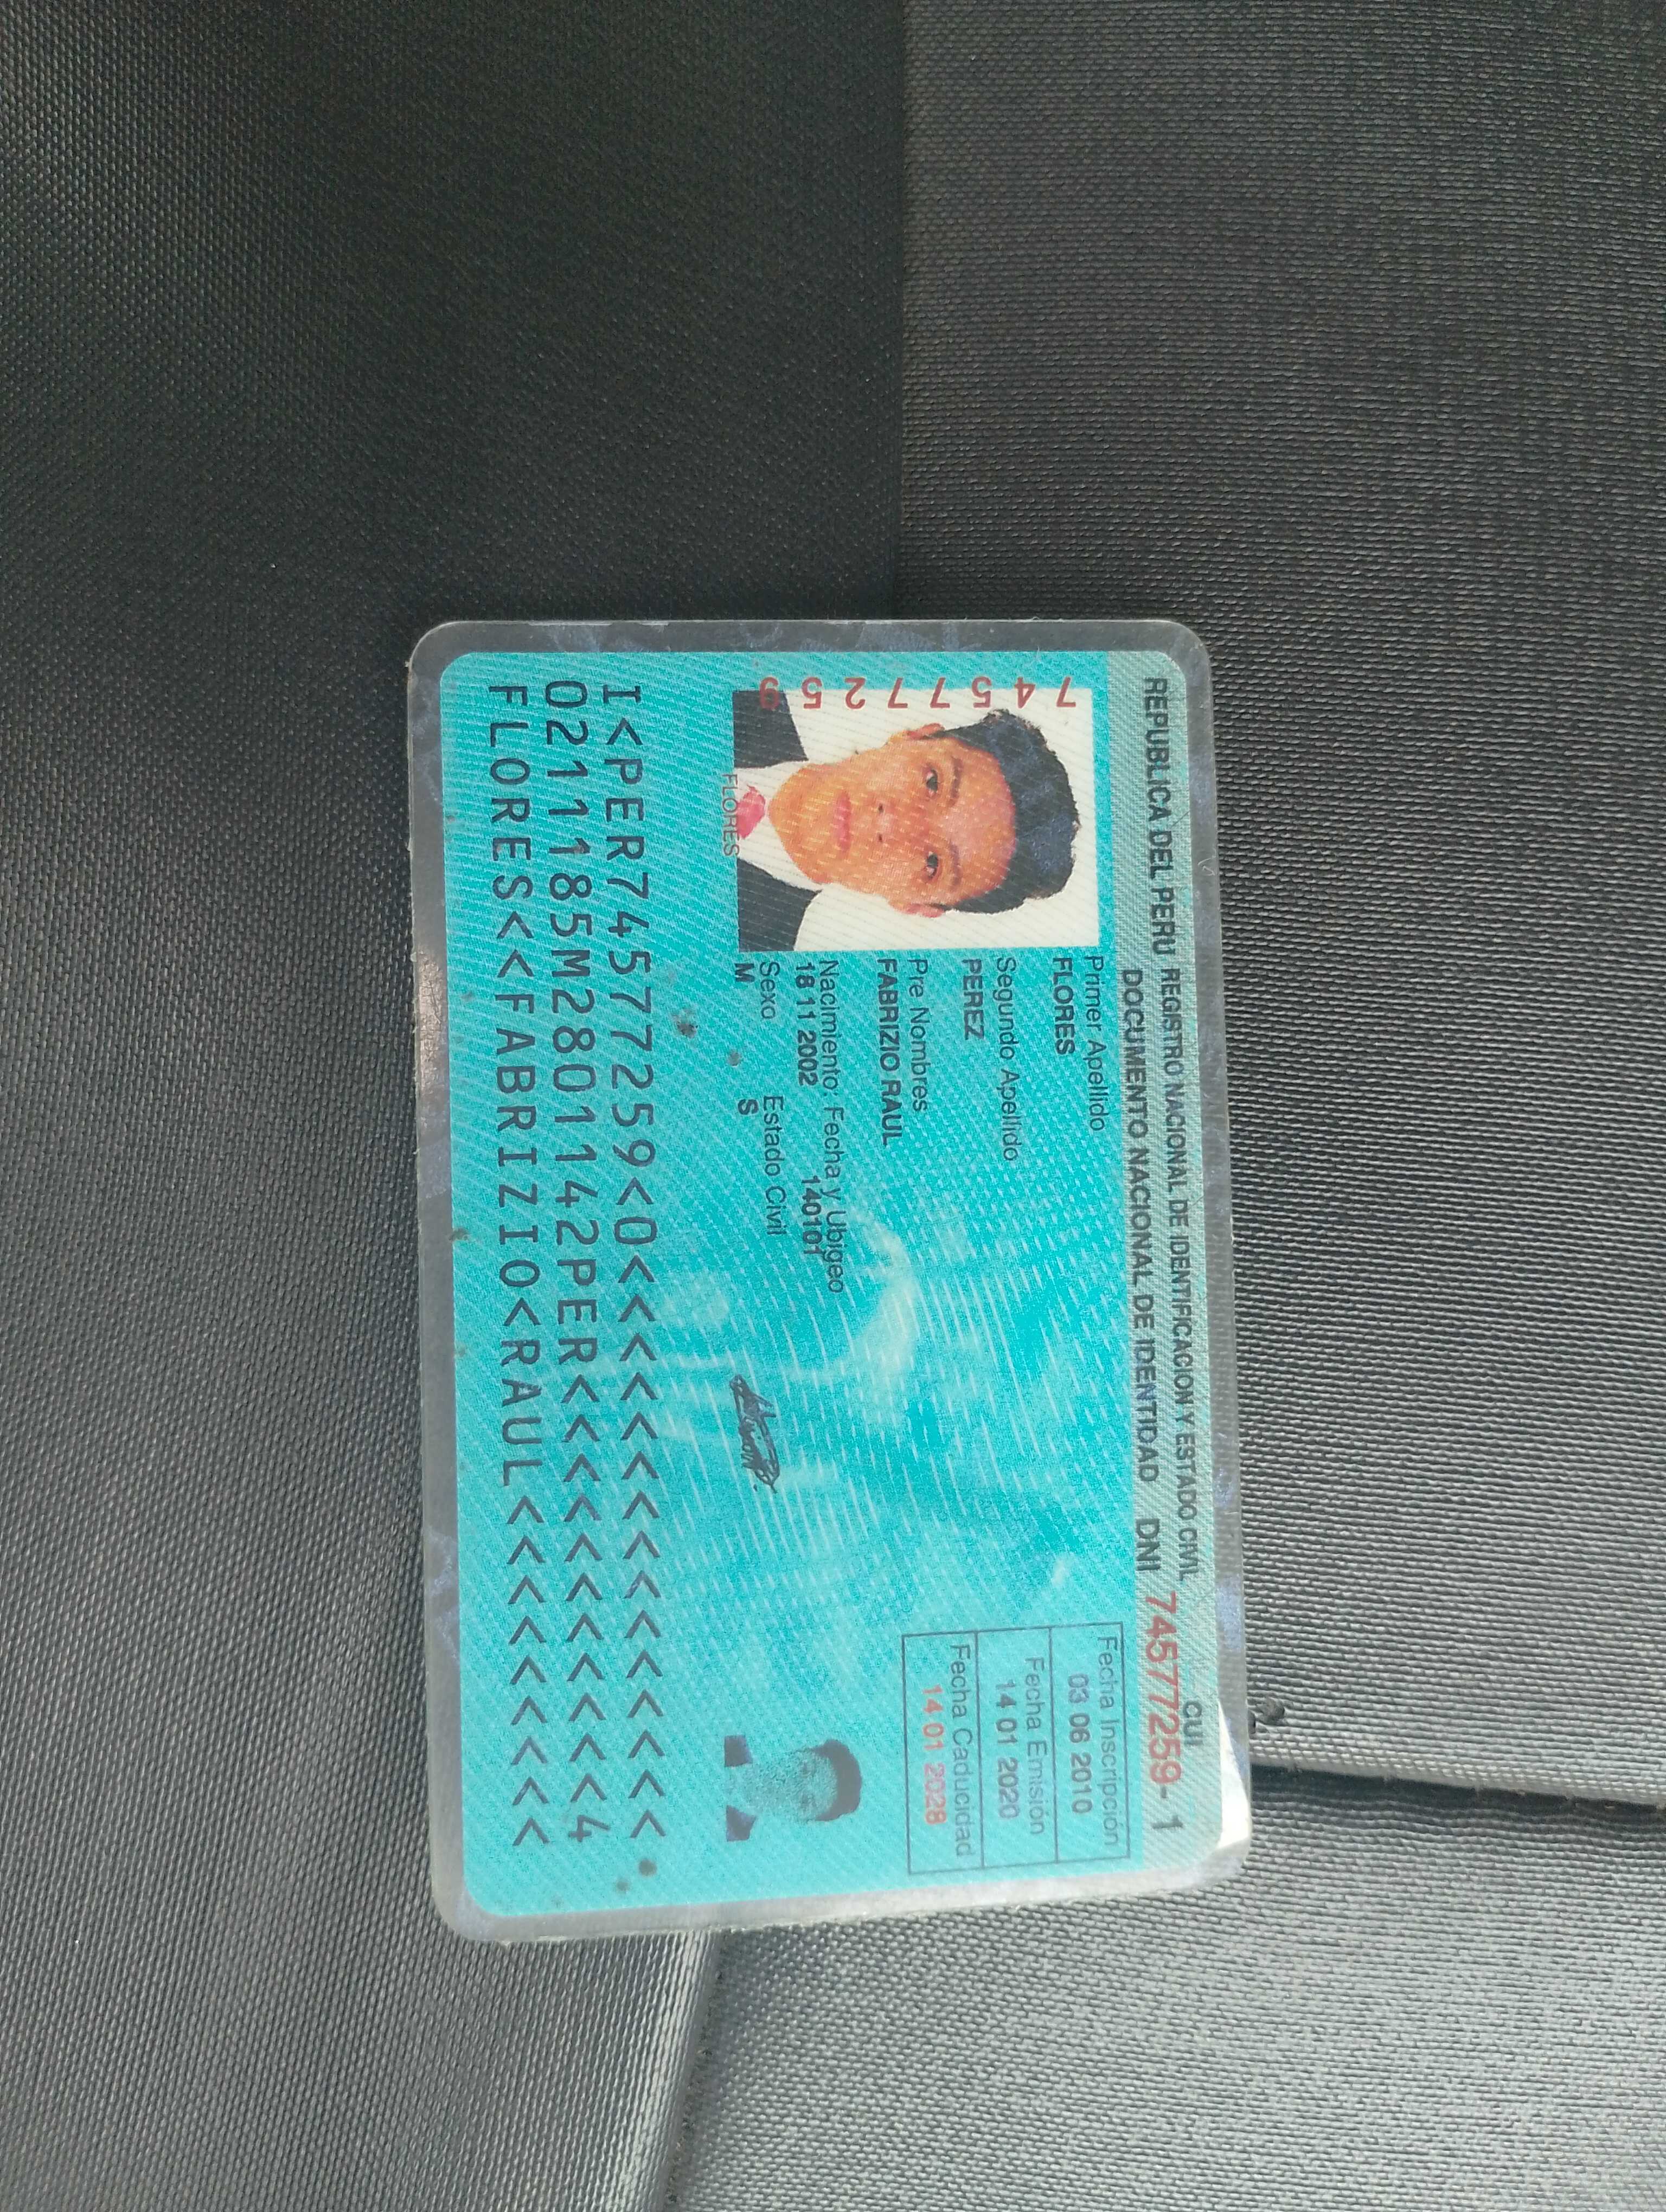 REPUBLICA DEL PERU REGISTRO NACIONAL DE IDENTIFICACION Y ESTADO CIVIL
CUI
DOCUMENTO NACIONAL DE IDENTIDAD DNI 74577259 - 1
74577259
FLORES
Primer Apellido
FLORES
Segundo Apellido
PEREZ
Pre Nombres
FABRIZIO RAUL
Nacimiento: Fecha y Ubigeo
18 11 2002 140101
Sexo Estado Civil
M S
Fecha Inscripción
03 06 2010
Fecha Emisión
14 01 2020
Fecha Caducidad
14 01 2028
I<PER74577259<0<<<<<<<<<<<<<<<
0211185M2801142PER<<<<<<<<<<<4
FLORES<<FABRIZIO<RAUL<<<<<<<<<